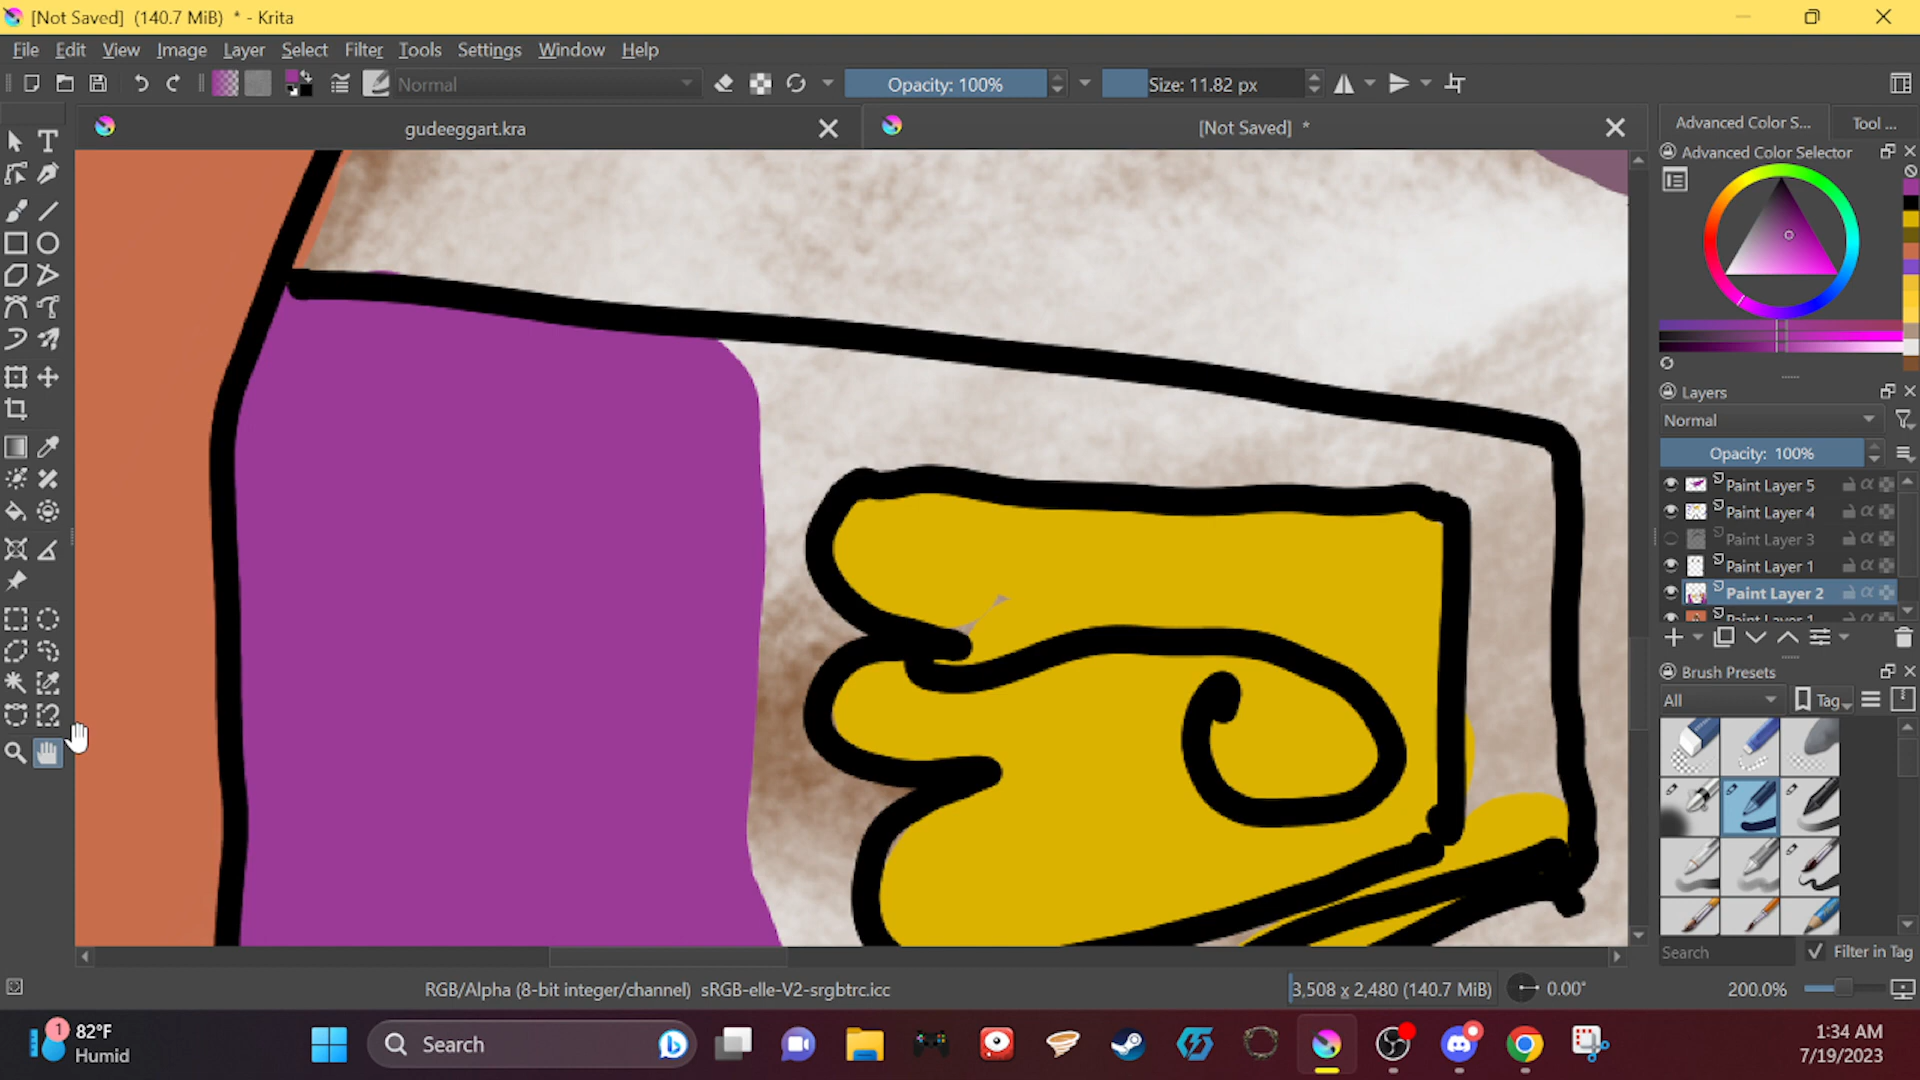 [Not Saved] (140.7 MiB) * - Krita
File Edit View Image Layer Select Filter Tools Settings Window Help
Normal
Opacity: 100%
Size: 11.82 px
gudeeggart.kra
[Not Saved] *
Advanced Color S...
Tool ...
Advanced Color Selector
Layers
Normal
Opacity: 100%
Paint Layer 5
Paint Layer 4
Paint Layer 3
Paint Layer 1
Paint Layer 2
Paint Layer 1
Brush Presets
All
Tag
Search
Filter in Tag
RGB/Alpha (8-bit integer/channel) sRGB-elle-V2-srgbtrc.icc
3,508 x 2,480 (140.7 MiB)
0.00°
200.0%
1
82°F
Humid
Search
1:34 AM
7/19/2023